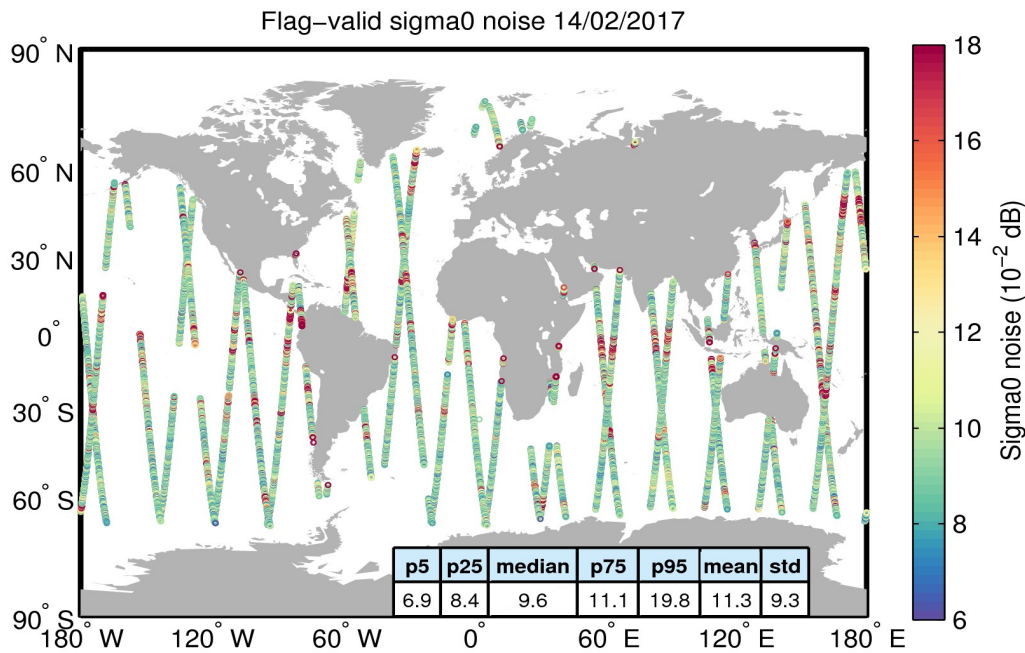 Flag−valid sigma0 noise 14/02/2017
90° N
60° N
30° N
0°
30° S
60° S
90° S
180° W
120° W
60° W
0°
60° E
120° E
180° E
p5 p25 median p75 p95 mean std
6.9 8.4 9.6 11.1 19.8 11.3 9.3
18
16
14
12
10
8
6
Sigma0 noise (10⁻² dB)